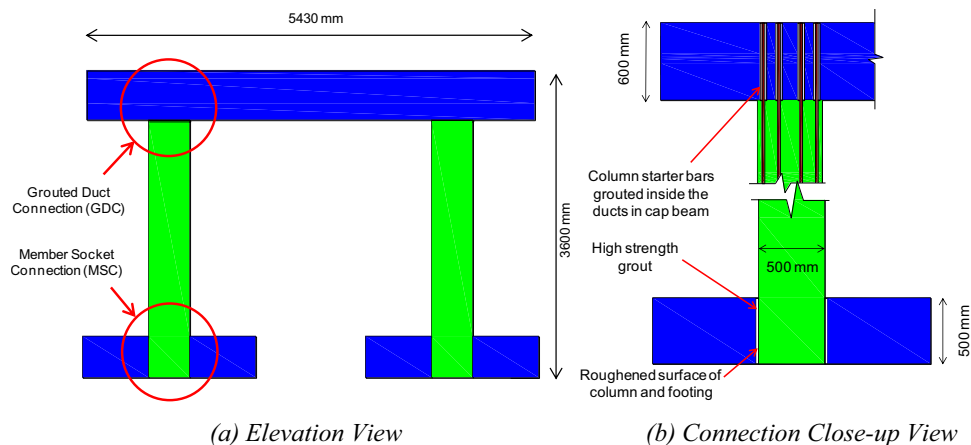 5430 mm
Grouted Duct
Connection (GDC)
Member Socket
Connection (MSC)
3600 mm
(a) Elevation View
600 mm
Column starter bars
grouted inside the
ducts in cap beam
High strength
grout
500 mm
500 mm
Roughened surface of
column and footing
(b) Connection Close-up View